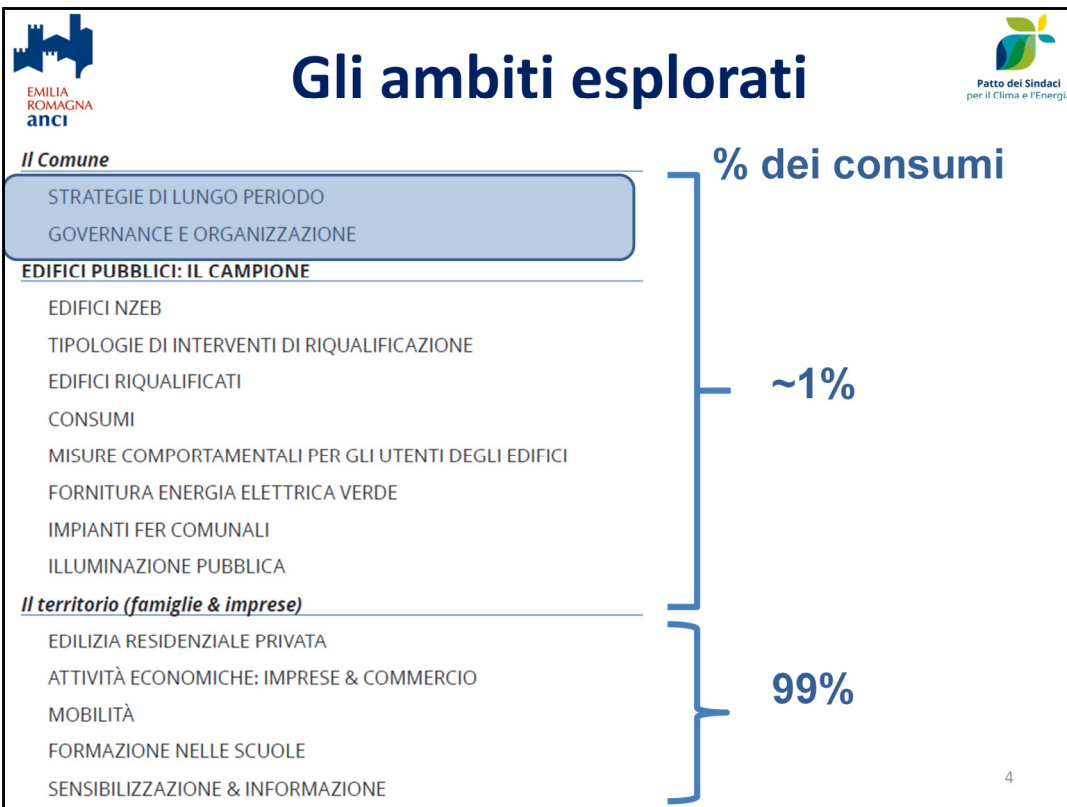 EMILIA
ROMAGNA
anci
Gli ambiti esplorati
Patto dei Sindaci
per il Clima e l'Energia
Il Comune
% dei consumi
STRATEGIE DI LUNGO PERIODO
GOVERNANCE E ORGANIZZAZIONE
EDIFICI PUBBLICI: IL CAMPIONE
EDIFICI NZEB
TIPOLOGIE DI INTERVENTI DI RIQUALIFICAZIONE
EDIFICI RIQUALIFICATI
~1%
CONSUMI
MISURE COMPORTAMENTALI PER GLI UTENTI DEGLI EDIFICI
FORNITURA ENERGIA ELETTRICA VERDE
IMPIANTI FER COMUNALI
ILLUMINAZIONE PUBBLICA
Il territorio (famiglie & imprese)
EDILIZIA RESIDENZIALE PRIVATA
ATTIVITÀ ECONOMICHE: IMPRESE & COMMERCIO
99%
MOBILITÀ
FORMAZIONE NELLE SCUOLE
SENSIBILIZZAZIONE & INFORMAZIONE
4